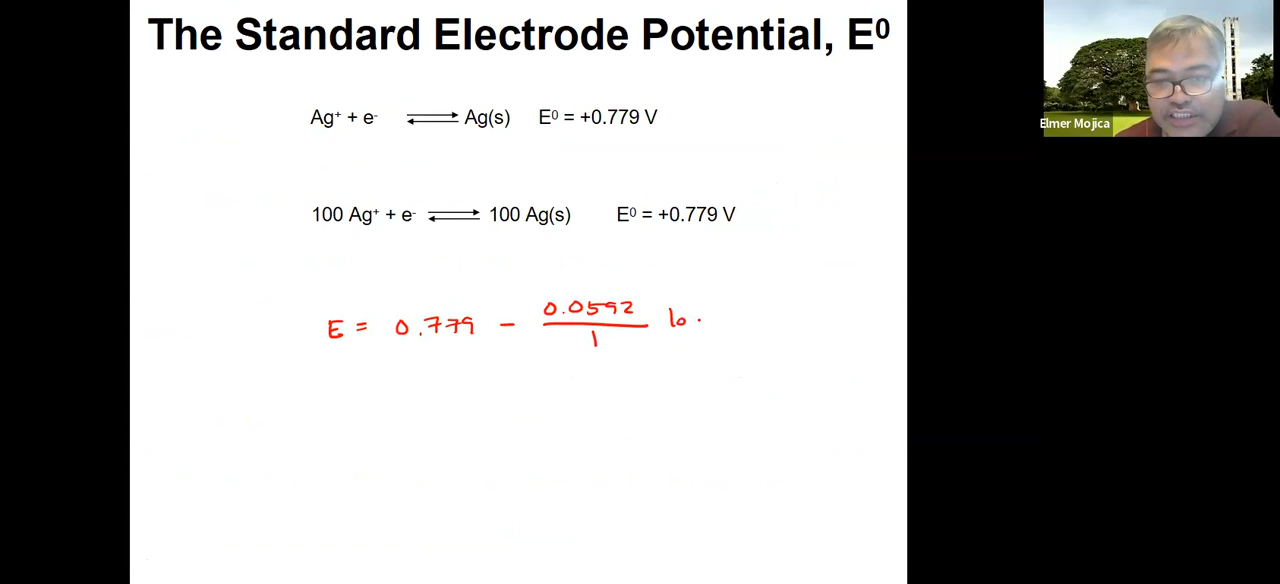 The Standard Electrode Potential, E⁰
Elmer Mojica
Ag⁺ + e⁻ ⇌ Ag(s) E⁰ = +0.779 V
100 Ag⁺ + e⁻ ⇌ 100 Ag(s) E⁰ = +0.779 V
E = 0.779 - 0.0592/1 lo